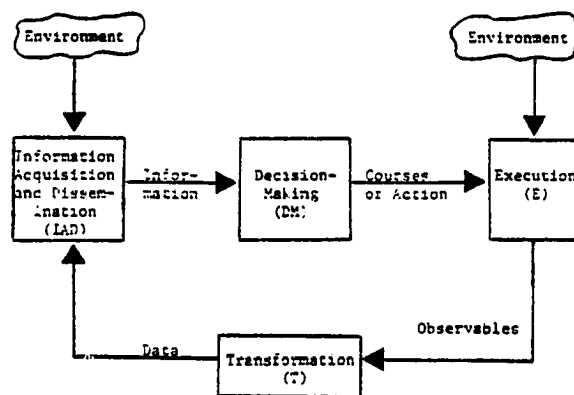 Environment
Environment
Information
Acquisition
and Dissem-
ination
(IAD)
Infor-
mation
Decision-
Making
(DM)
Courses
or Action
Execution
(E)
Observables
Data
Transformation
(T)